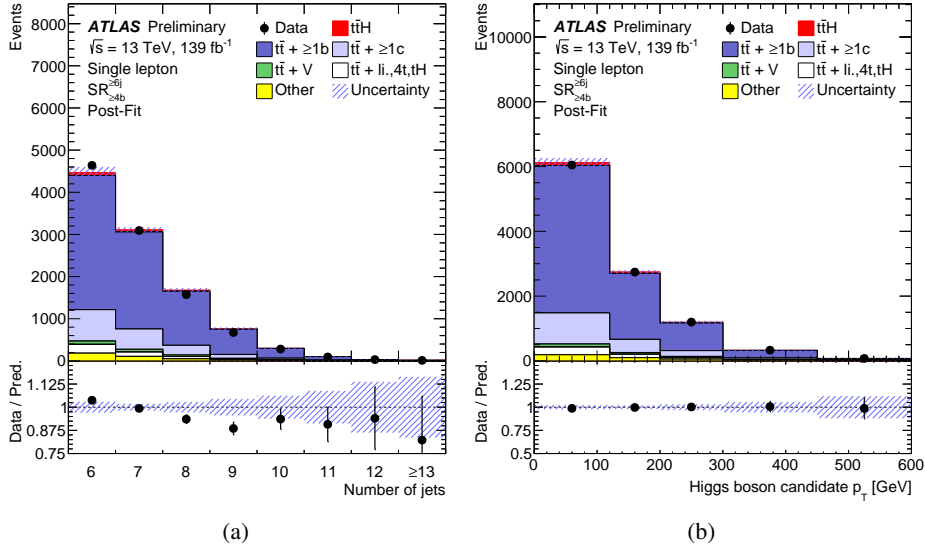 Events
8000
7000
6000
5000
4000
3000
2000
1000
0
ATLAS Preliminary
√s = 13 TeV, 139 fb⁻¹
Single lepton
SR≥6j≥4b
Post-Fit
Data
tt̄H
tt̄ + ≥1b
tt̄ + ≥1c
tt̄ + V
tt̄ + li.,4t,tH
Other
Uncertainty
Data / Pred.
1.125
1
0.875
0.75
6 7 8 9 10 11 12 ≥13
Number of jets
(a)
Events
10000
8000
6000
4000
2000
0
ATLAS Preliminary
√s = 13 TeV, 139 fb⁻¹
Single lepton
SR≥6j≥4b
Post-Fit
Data
tt̄H
tt̄ + ≥1b
tt̄ + ≥1c
tt̄ + V
tt̄ + li.,4t,tH
Other
Uncertainty
Data / Pred.
1.25
1.125
1
0.75
0.5
0 100 200 300 400 500 600
Higgs boson candidate pT [GeV]
(b)